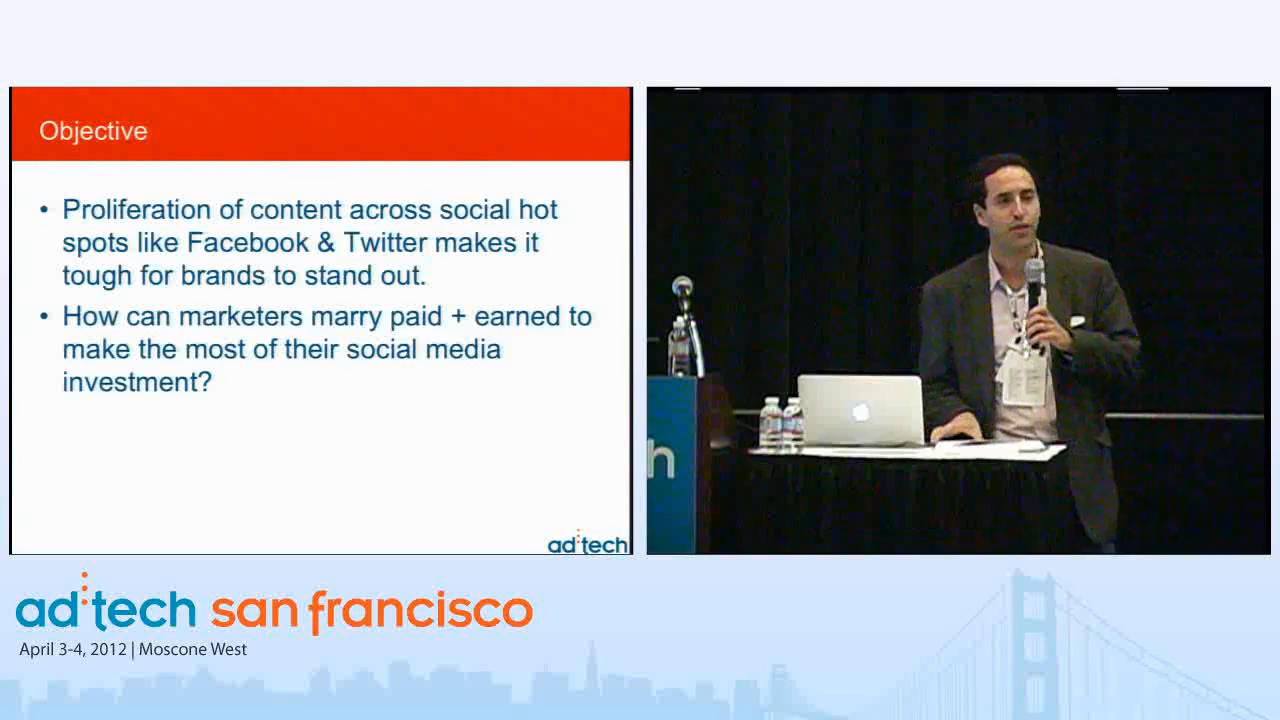 Objective
• Proliferation of content across social hot
spots like Facebook & Twitter makes it
tough for brands to stand out.
• How can marketers marry paid + earned to
make the most of their social media
investment?
ad:tech
h
ad:tech san francisco
April 3-4, 2012 | Moscone West